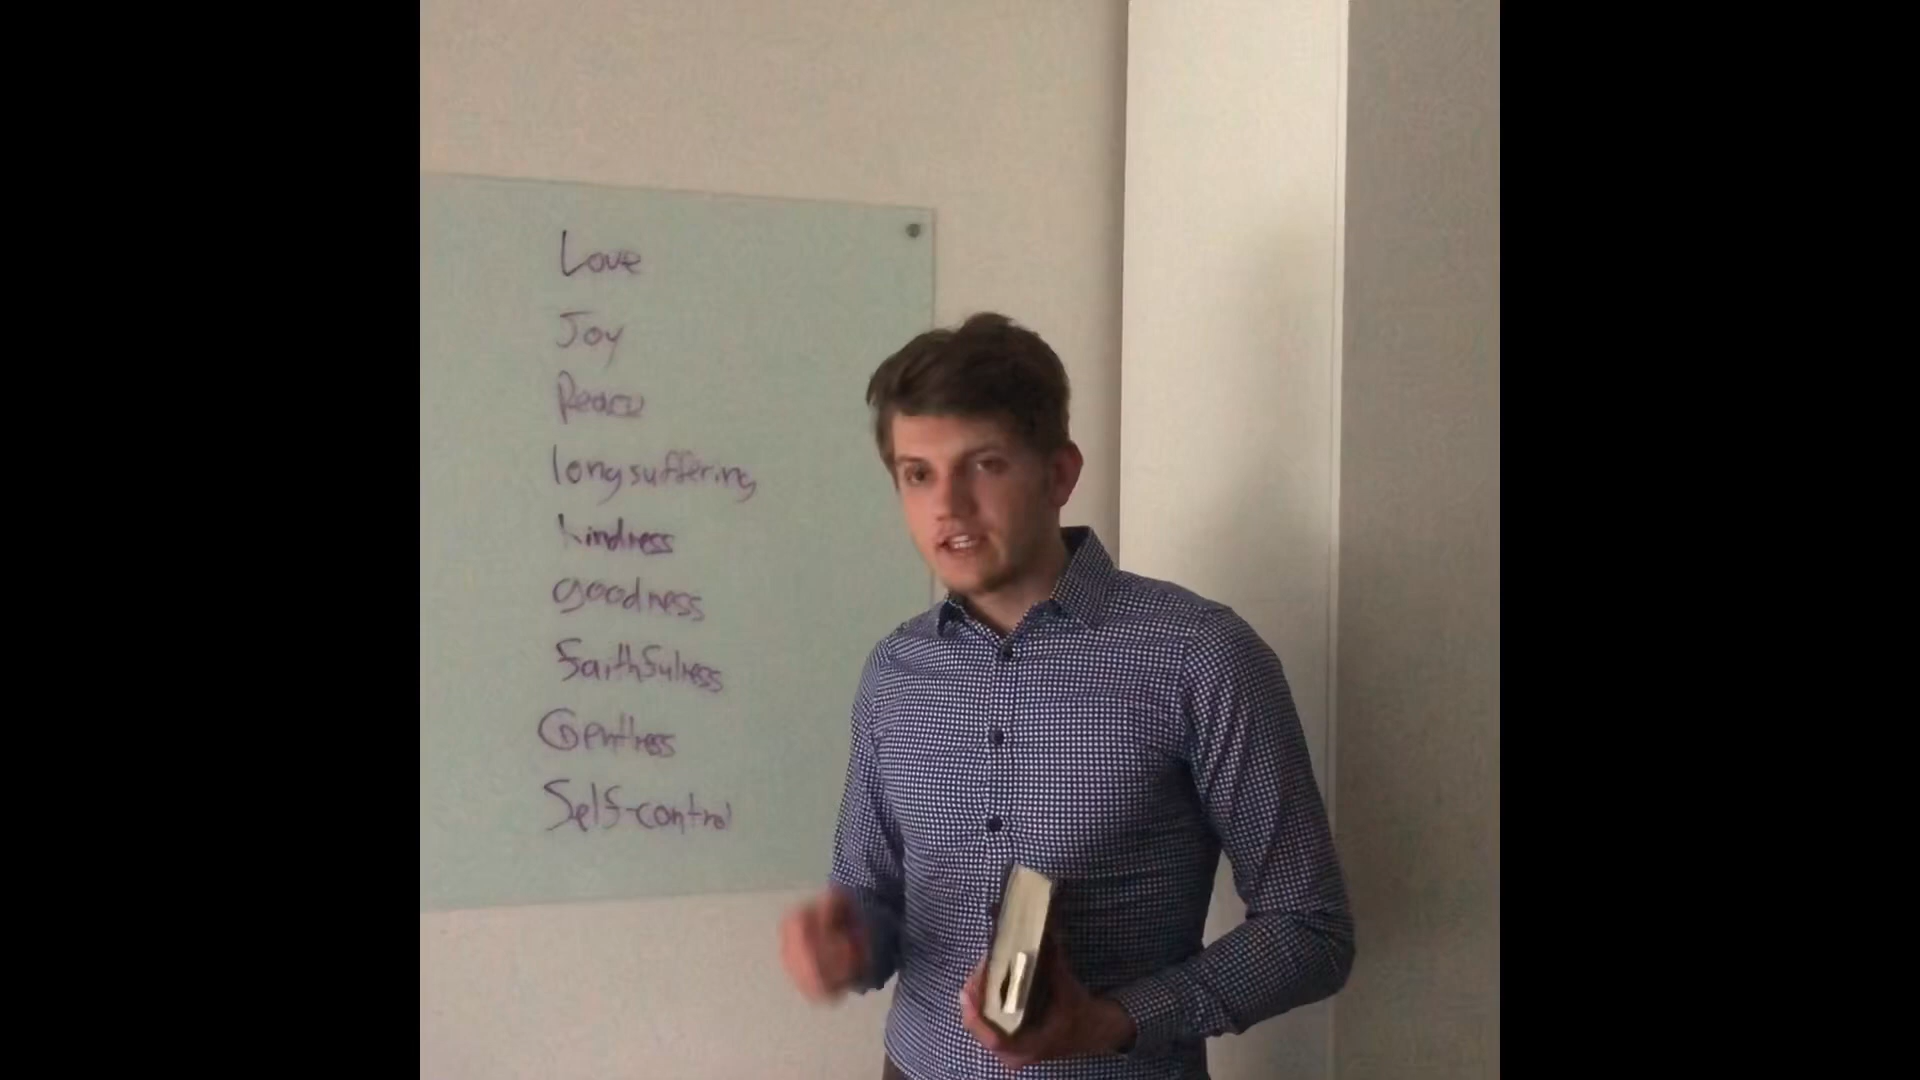 Love
Joy
Peace
longsuffering
kindness
goodness
faithfulness
Gentleness
Self-control